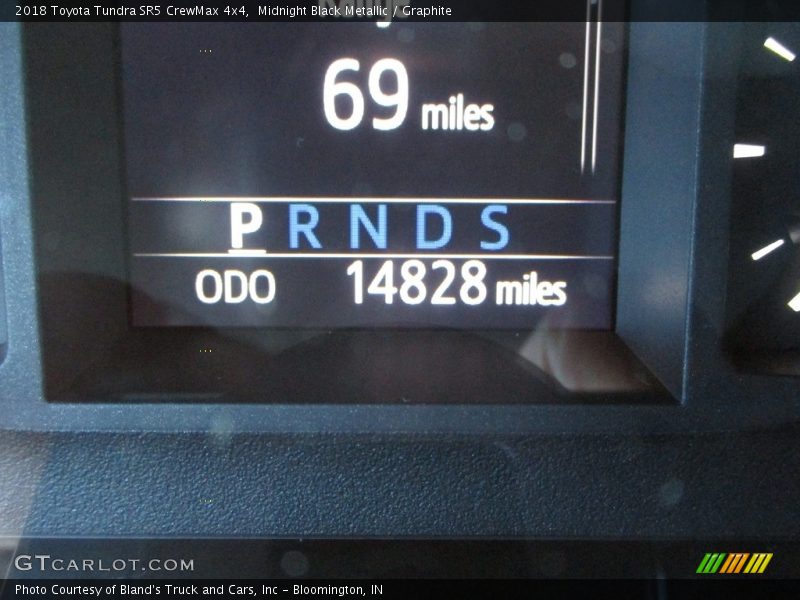 2018 Toyota Tundra SR5 CrewMax 4x4,  Midnight Black Metallic / Graphite
69 miles
P R N D S
ODO 14828 miles
GTCARLOT.COM
Photo Courtesy of Bland's Truck and Cars, Inc – Bloomington, IN